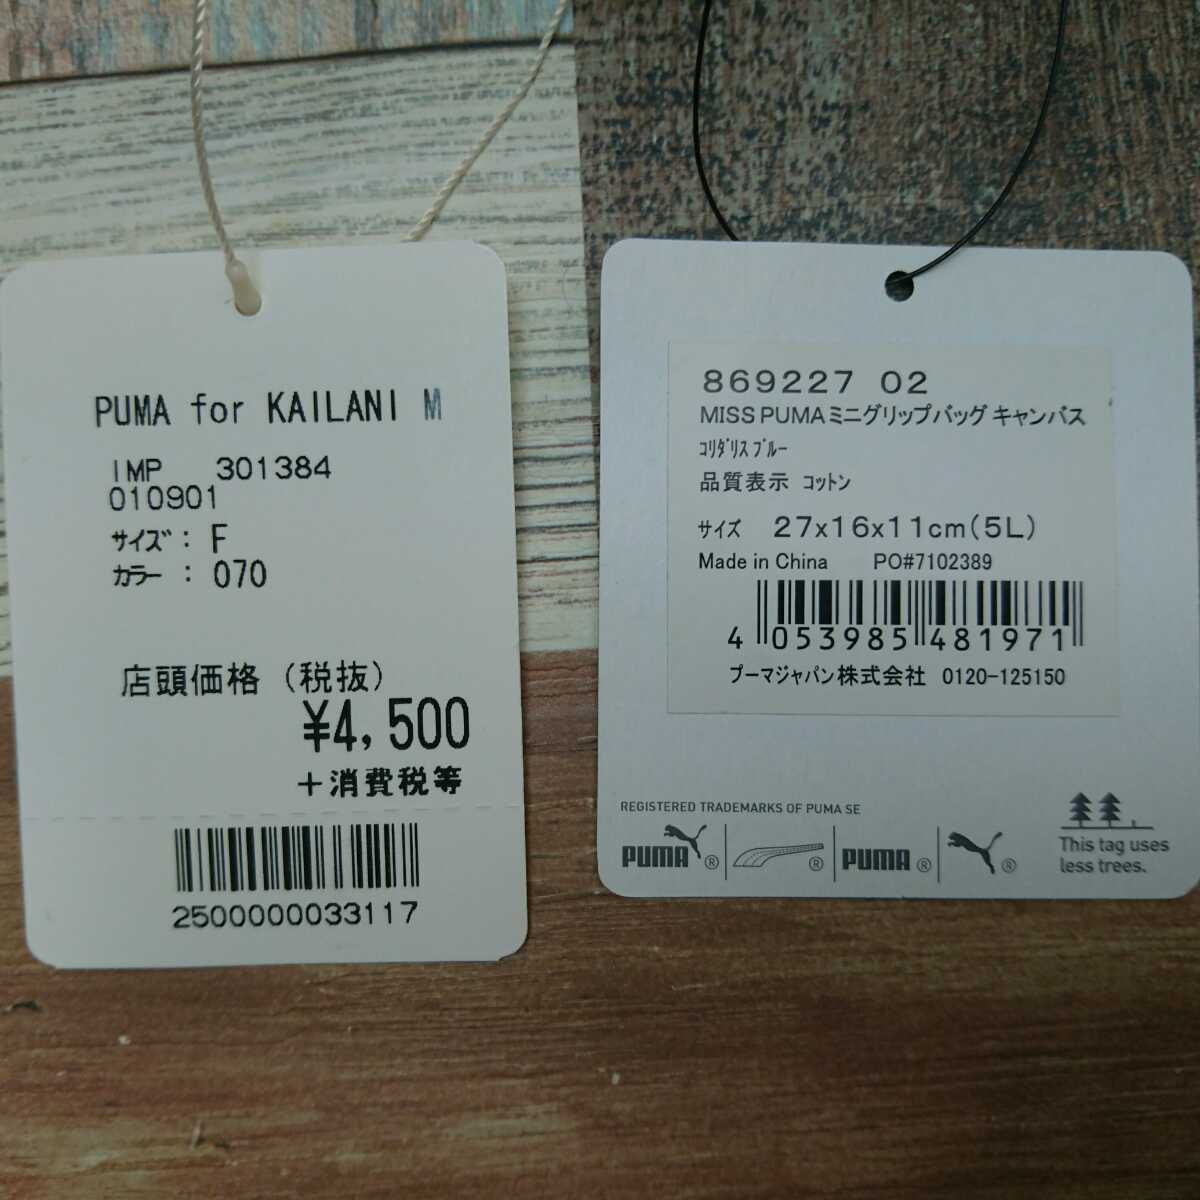 PUMA for KAILANI M
IMP 301384
010901
ｻｲｽﾞ : F
ｶﾗｰ : 070
店頭価格（税抜）
¥4,500
＋消費税等
2500000033117
869227 02
MISS PUMAミニグリップバッグ キャンバス
ｺﾘﾀﾞﾘｽ ﾌﾞﾙｰ
品質表示 コットン
サイズ 27x16x11cm(5L)
Made in China PO#7102389
4 053985 481971
プーマジャパン株式会社 0120-125150
REGISTERED TRADEMARKS OF PUMA SE
PUMA® ® PUMA® ®
This tag uses
less trees.